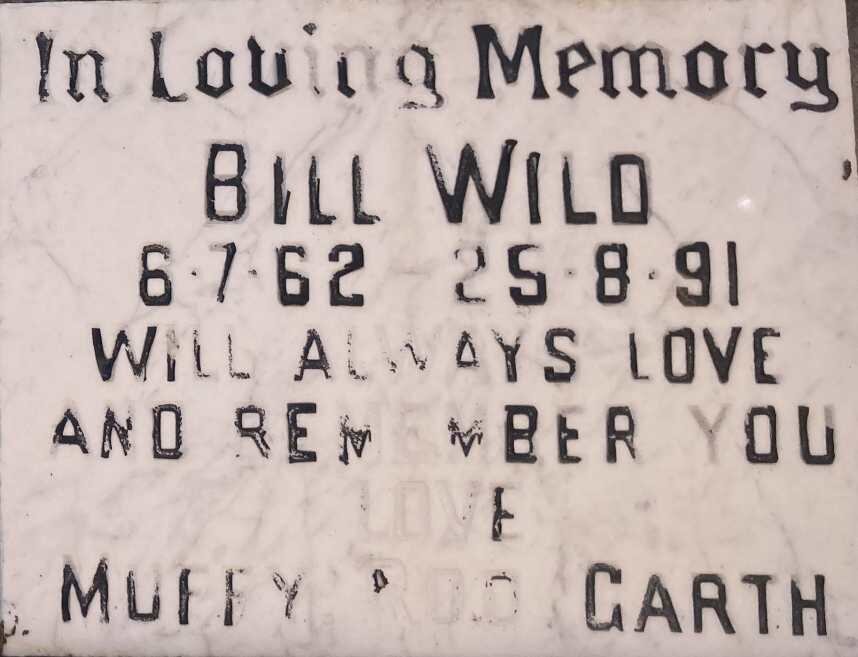 In Loving Memory
BILL WILD
6·7·62 - 25·8·91
WILL ALWAYS LOVE
AND REMEMBER YOU
LOVE
MUFFY, ROD GARTH